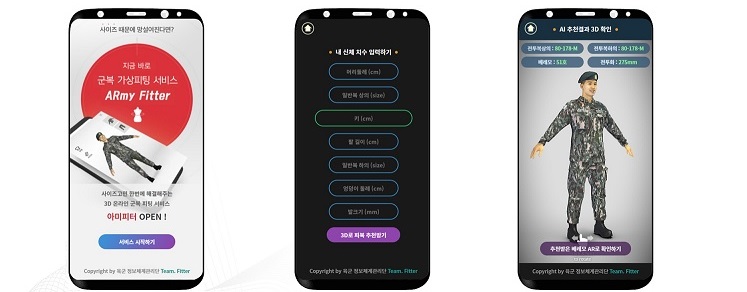 사이즈 때문에 망설여진다면?
지금 바로
군복 가상피팅 서비스
ARmy Fitter
사이즈고민 한번에 해결해주는
3D 온라인 군복 피팅 서비스
아미피터 OPEN !
서비스 시작하기
Copyright by 육군 정보체계관리단 Team. Fitter
내 신체 치수 입력하기
머리둘레 (cm)
일반복 상의 (size)
키 (cm)
팔 길이 (cm)
일반복 하의 (size)
엉덩이 둘레 (cm)
발크기 (mm)
3D로 피복 추천받기
Copyright by 육군 정보체계관리단 Team. Fitter
AI 추천결과 3D 확인
전투복상의 : 80-178-M
전투복하의 : 80-178-M
베레모 : 51호
전투화 : 275mm
추천받은 베레모 AR로 확인하기
Copyright by 육군 정보체계관리단 Team. Fitter